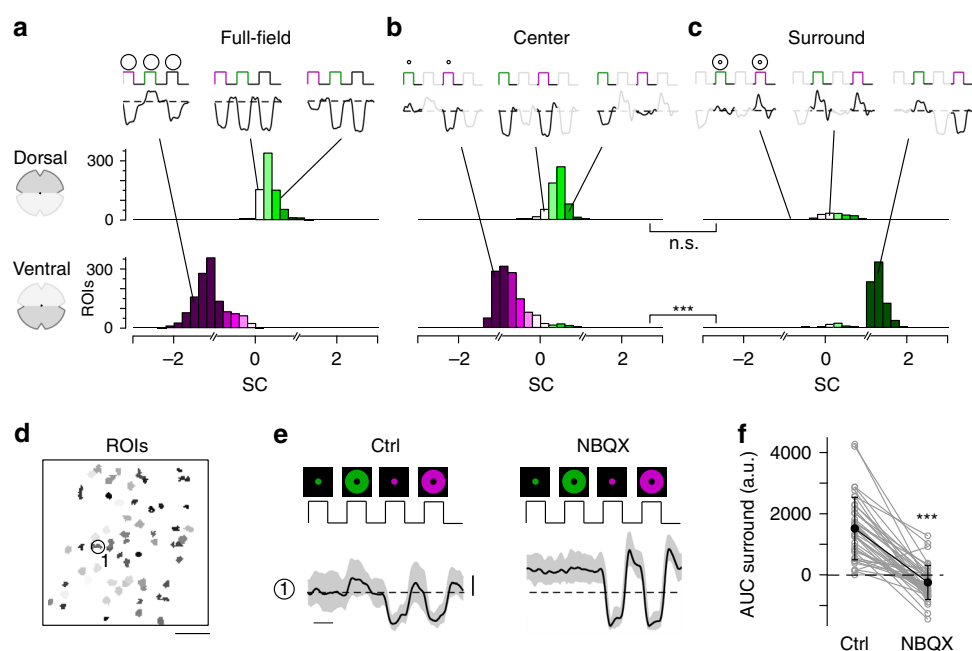 a
Full-field
b
Center
c
Surround
Dorsal
300
0
n.s.
Ventral
ROIs
300
0
***
–2
0
2
SC
–2
0
2
SC
–2
0
2
SC
d
ROIs
1
e
Ctrl
NBQX
1
f
AUC surround (a.u.)
4000
2000
0
***
Ctrl
NBQX